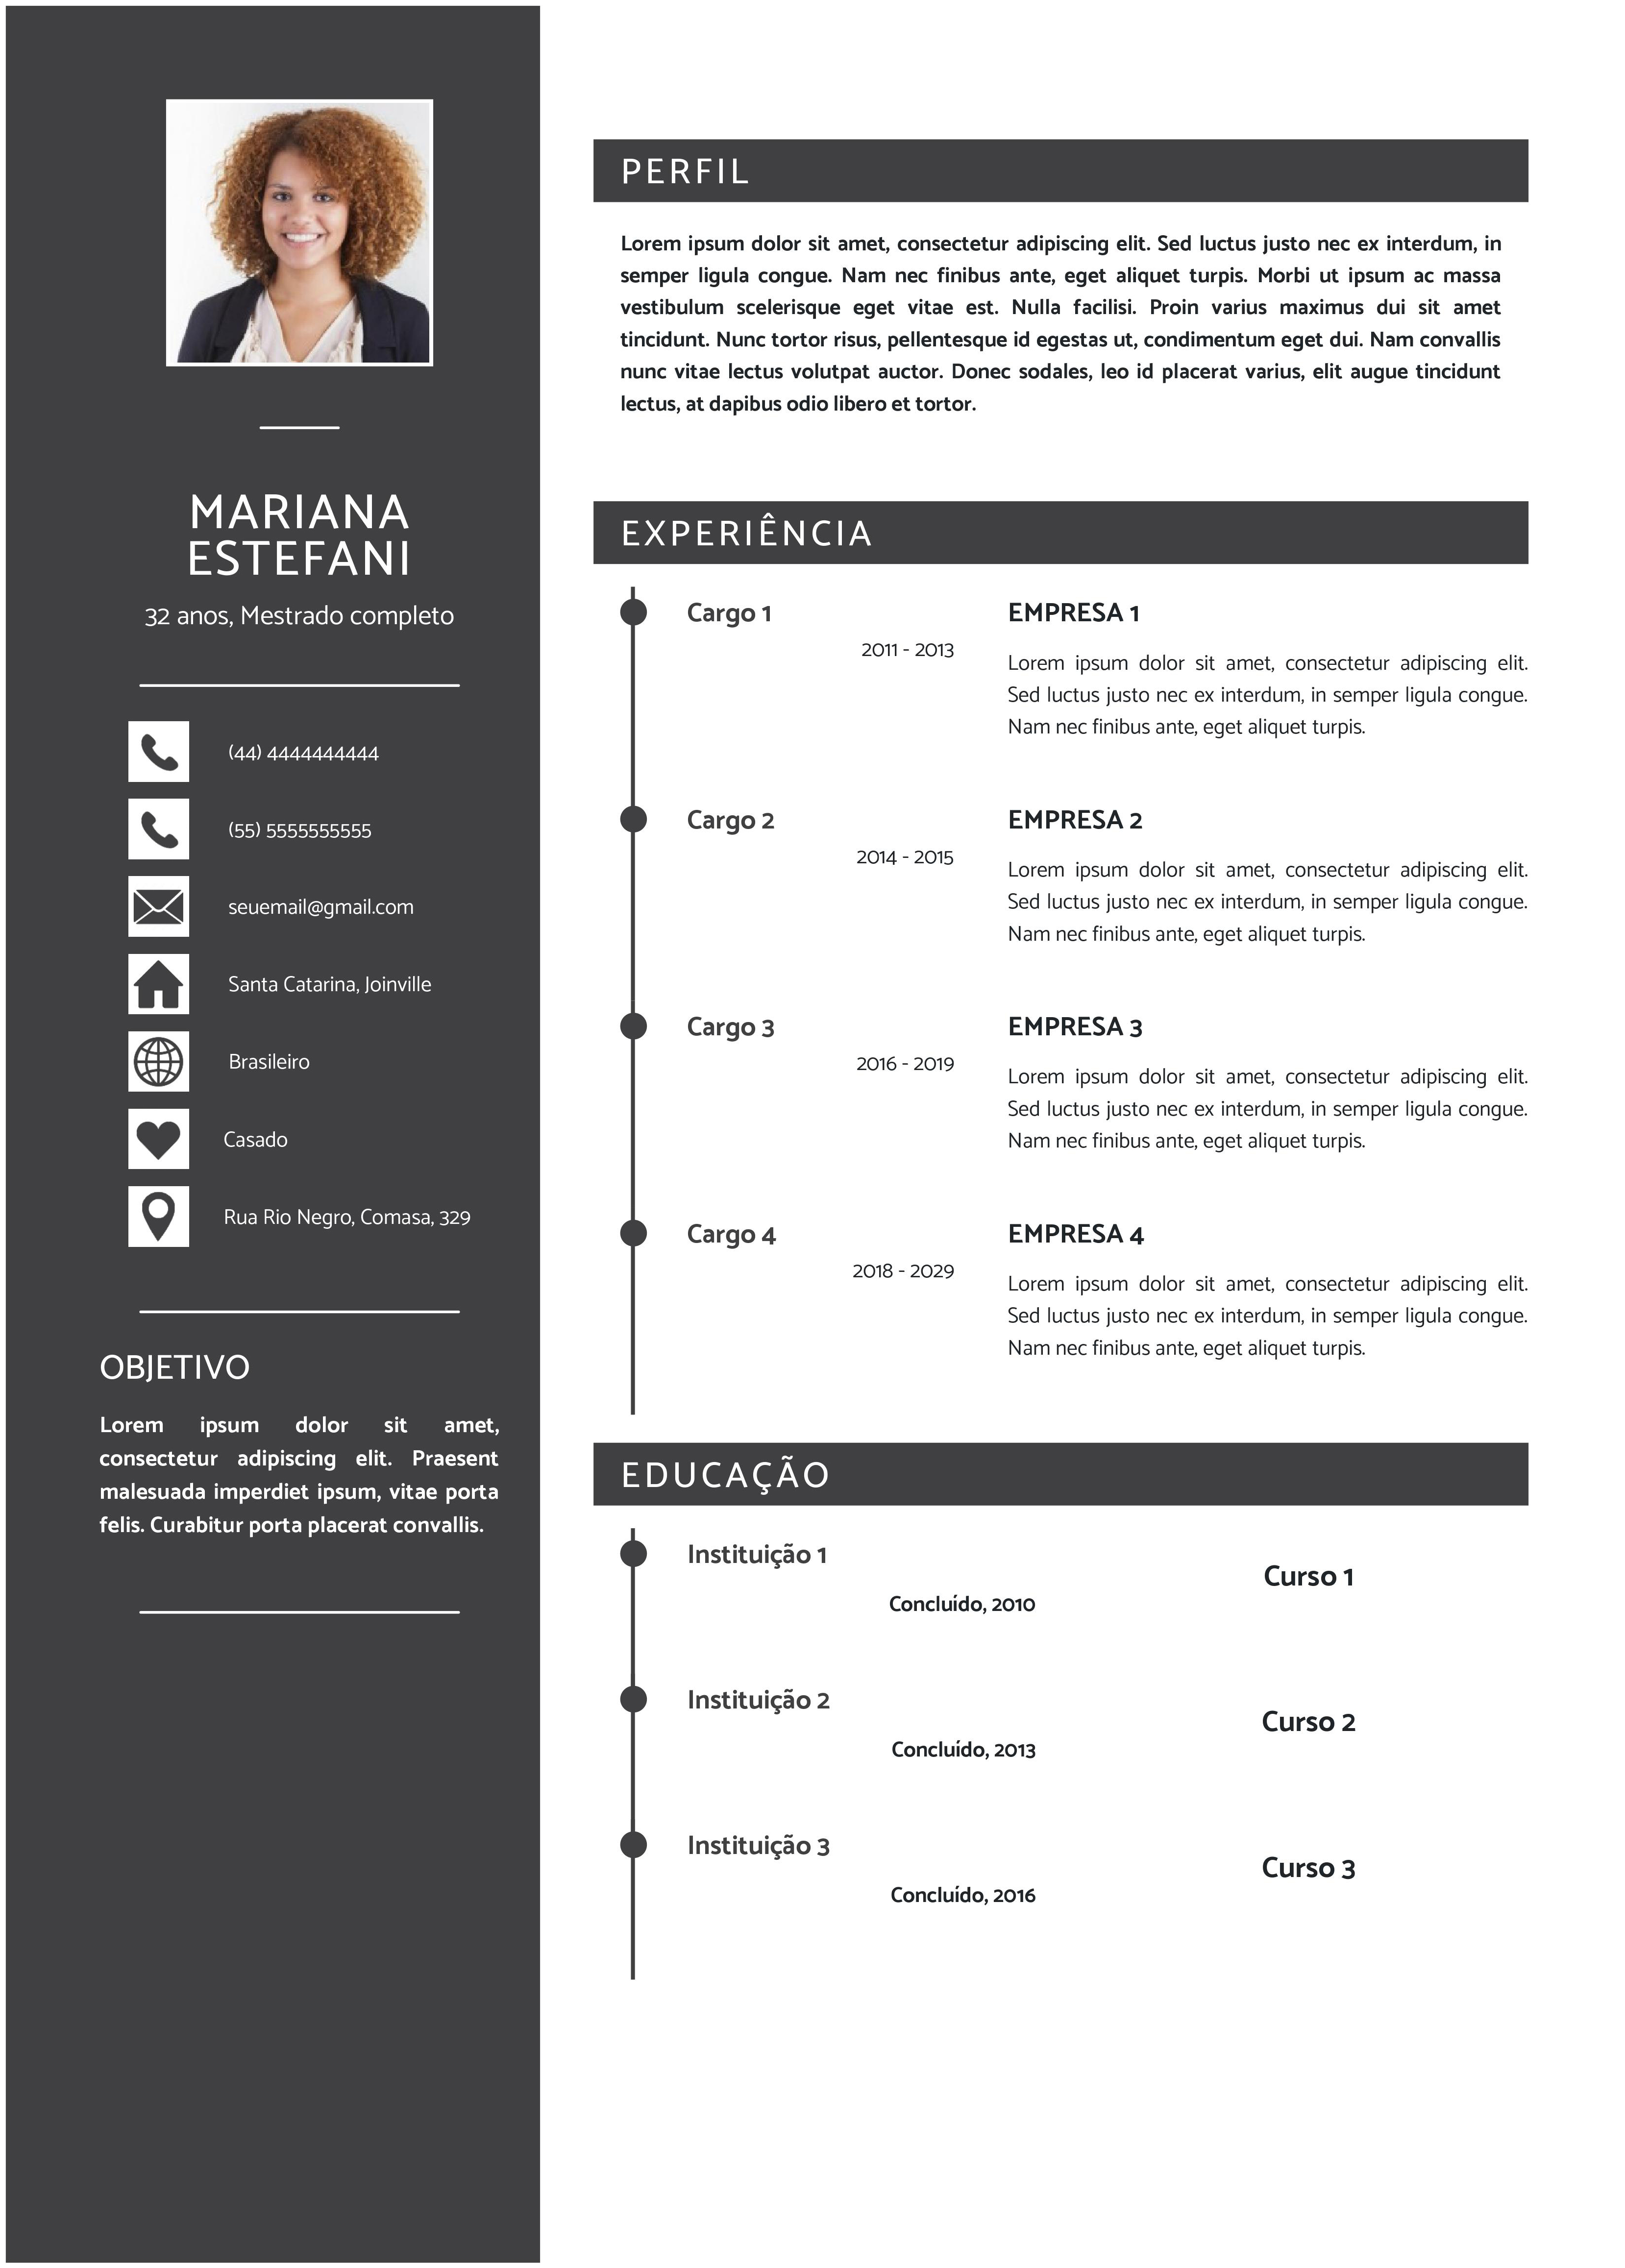 MARIANA
ESTEFANI
32 anos, Mestrado completo
(44) 4444444444
(55) 5555555555
seuemail@gmail.com
Santa Catarina, Joinville
Brasileiro
Casado
Rua Rio Negro, Comasa, 329
OBJETIVO
Lorem ipsum dolor sit amet,
consectetur adipiscing elit. Praesent
malesuada imperdiet ipsum, vitae porta
felis. Curabitur porta placerat convallis.
PERFIL
Lorem ipsum dolor sit amet, consectetur adipiscing elit. Sed luctus justo nec ex interdum, in
semper ligula congue. Nam nec finibus ante, eget aliquet turpis. Morbi ut ipsum ac massa
vestibulum scelerisque eget vitae est. Nulla facilisi. Proin varius maximus dui sit amet
tincidunt. Nunc tortor risus, pellentesque id egestas ut, condimentum eget dui. Nam convallis
nunc vitae lectus volutpat auctor. Donec sodales, leo id placerat varius, elit augue tincidunt
lectus, at dapibus odio libero et tortor.
EXPERIÊNCIA
Cargo 1
2011 - 2013
EMPRESA 1
Lorem ipsum dolor sit amet, consectetur adipiscing elit.
Sed luctus justo nec ex interdum, in semper ligula congue.
Nam nec finibus ante, eget aliquet turpis.
Cargo 2
2014 - 2015
EMPRESA 2
Lorem ipsum dolor sit amet, consectetur adipiscing elit.
Sed luctus justo nec ex interdum, in semper ligula congue.
Nam nec finibus ante, eget aliquet turpis.
Cargo 3
2016 - 2019
EMPRESA 3
Lorem ipsum dolor sit amet, consectetur adipiscing elit.
Sed luctus justo nec ex interdum, in semper ligula congue.
Nam nec finibus ante, eget aliquet turpis.
Cargo 4
2018 - 2029
EMPRESA 4
Lorem ipsum dolor sit amet, consectetur adipiscing elit.
Sed luctus justo nec ex interdum, in semper ligula congue.
Nam nec finibus ante, eget aliquet turpis.
EDUCAÇÃO
Instituição 1
Concluído, 2010
Curso 1
Instituição 2
Concluído, 2013
Curso 2
Instituição 3
Concluído, 2016
Curso 3